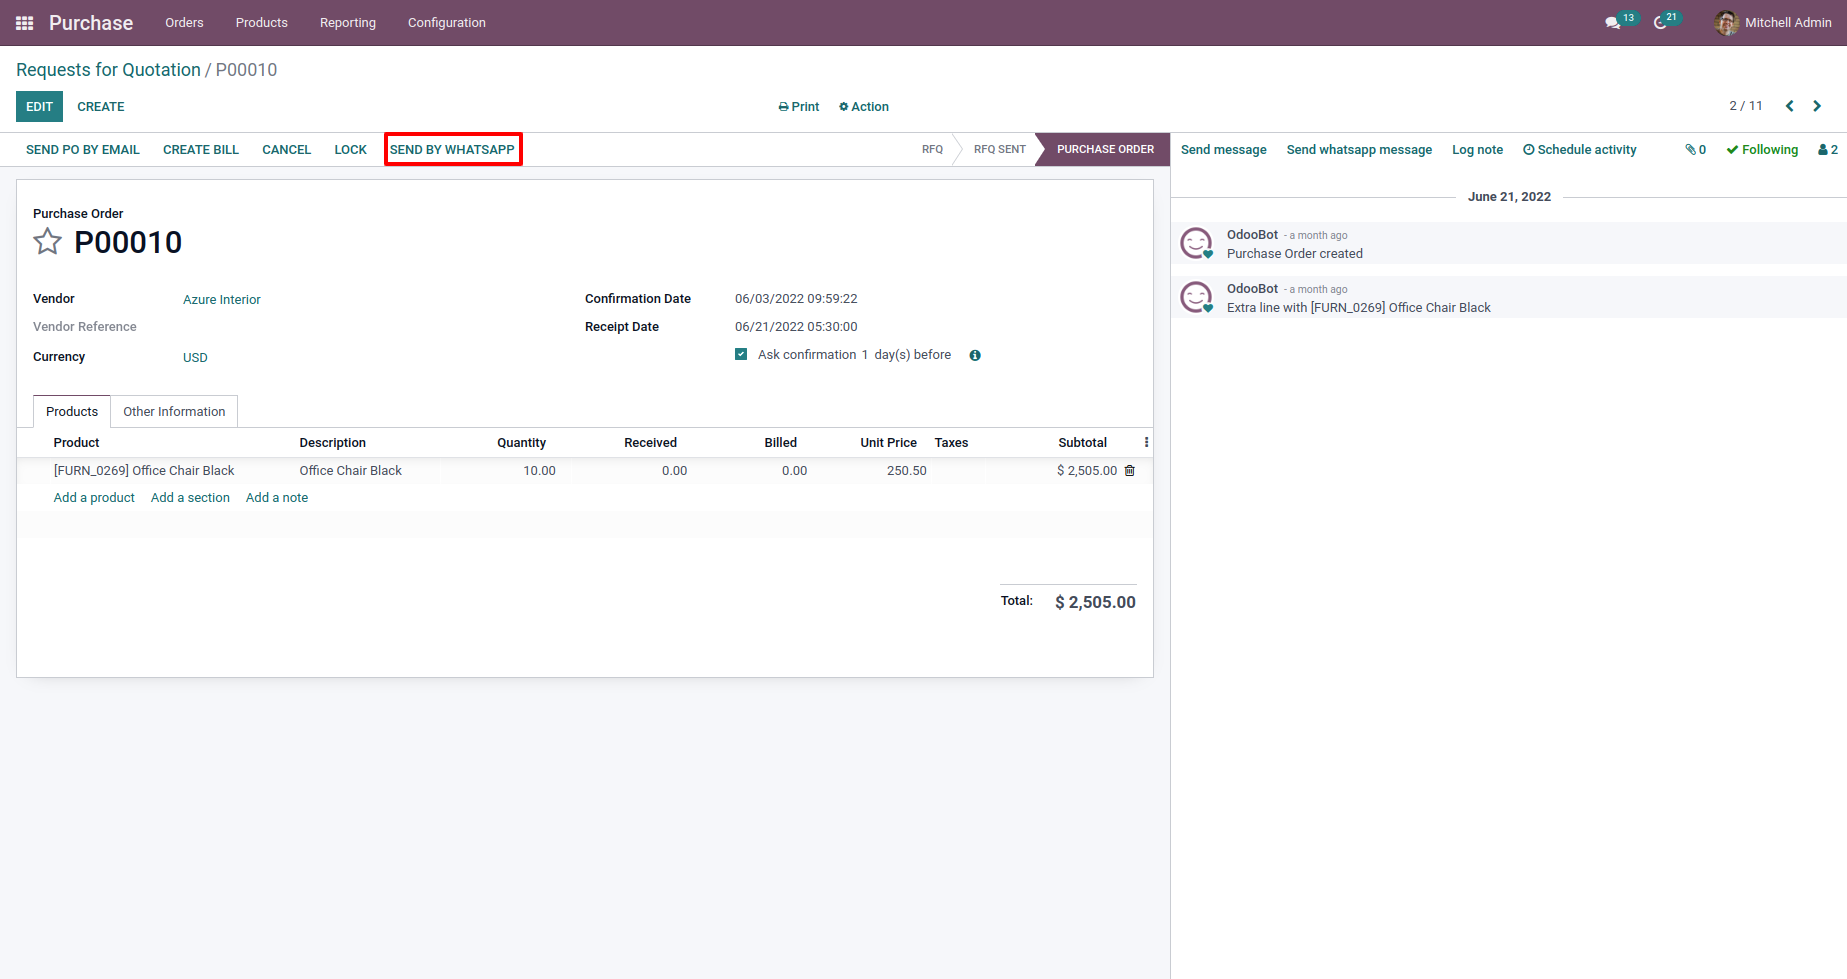 Purchase Orders Products Reporting Configuration 13 21 Mitchell Admin
Requests for Quotation / P00010
EDIT CREATE Print Action 2 / 11
SEND PO BY EMAIL CREATE BILL CANCEL LOCK SEND BY WHATSAPP RFQ RFQ SENT PURCHASE ORDER
Send message Send whatsapp message Log note Schedule activity 0 Following 2
Purchase Order
P00010
Vendor Azure Interior
Vendor Reference
Currency USD
Confirmation Date 06/03/2022 09:59:22
Receipt Date 06/21/2022 05:30:00
Ask confirmation 1 day(s) before
Products Other Information
Product Description Quantity Received Billed Unit Price Taxes Subtotal
[FURN_0269] Office Chair Black Office Chair Black 10.00 0.00 0.00 250.50 $ 2,505.00
Add a product Add a section Add a note
Total: $ 2,505.00
June 21, 2022
OdooBot - a month ago
Purchase Order created
OdooBot - a month ago
Extra line with [FURN_0269] Office Chair Black